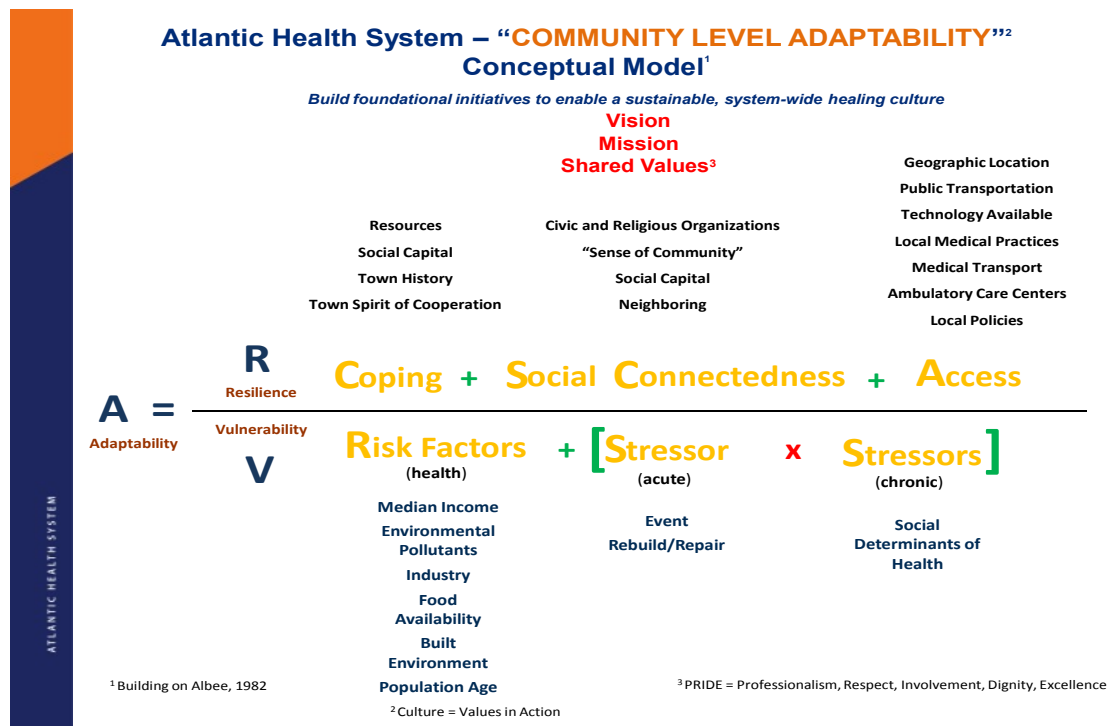 Atlantic Health System – “COMMUNITY LEVEL ADAPTABILITY”²
Conceptual Model¹
Build foundational initiatives to enable a sustainable, system-wide healing culture
Vision
Mission
Shared Values³
Resources
Social Capital
Town History
Town Spirit of Cooperation
Civic and Religious Organizations
“Sense of Community”
Social Capital
Neighboring
Geographic Location
Public Transportation
Technology Available
Local Medical Practices
Medical Transport
Ambulatory Care Centers
Local Policies
A =
Adaptability
R
Resilience
Coping + Social Connectedness + Access
Vulnerability
V
Risk Factors + [Stressor x Stressors]
(health)
(acute)
(chronic)
Median Income
Environmental
Pollutants
Industry
Food
Availability
Built
Environment
Population Age
Event
Rebuild/Repair
Social
Determinants of
Health
ATLANTIC HEALTH SYSTEM
¹ Building on Albee, 1982
² Culture = Values in Action
³ PRIDE = Professionalism, Respect, Involvement, Dignity, Excellence